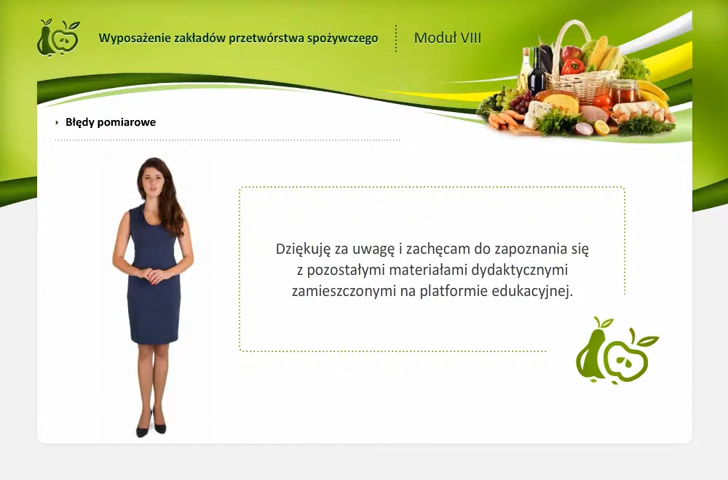 Wyposażenie zakładów przetwórstwa spożywczego
Moduł VIII
Błędy pomiarowe
Dziękuję za uwagę i zachęcam do zapoznania się
z pozostałymi materiałami dydaktycznymi
zamieszczonymi na platformie edukacyjnej.